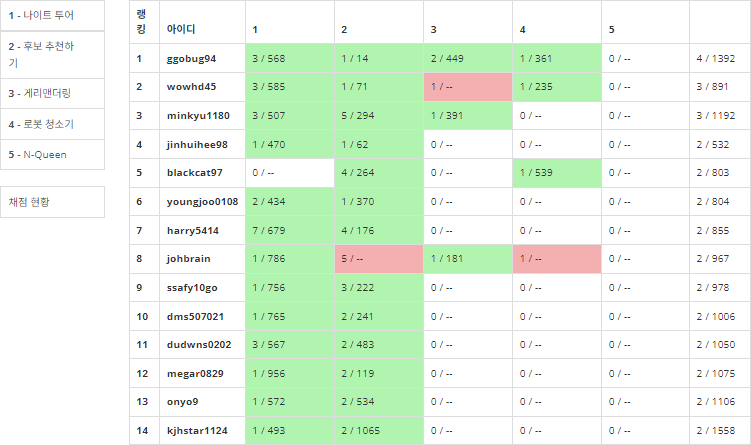 1 - 나이트 투어
2 - 후보 추천하
기
3 - 게리맨더링
4 - 로봇 청소기
5 - N-Queen
채점 현황
랭
킹 아이디 1 2 3 4 5
1 ggobug94 3 / 568 1 / 14 2 / 449 1 / 361 0 / -- 4 / 1392
2 wowhd45 3 / 585 1 / 71 1 / -- 1 / 235 0 / -- 3 / 891
3 minkyu1180 3 / 507 5 / 294 1 / 391 0 / -- 0 / -- 3 / 1192
4 jinhuihee98 1 / 470 1 / 62 0 / -- 0 / -- 0 / -- 2 / 532
5 blackcat97 0 / -- 4 / 264 0 / -- 1 / 539 0 / -- 2 / 803
6 youngjoo0108 2 / 434 1 / 370 0 / -- 0 / -- 0 / -- 2 / 804
7 harry5414 7 / 679 4 / 176 0 / -- 0 / -- 0 / -- 2 / 855
8 johbrain 1 / 786 5 / -- 1 / 181 1 / -- 0 / -- 2 / 967
9 ssafy10go 1 / 756 3 / 222 0 / -- 0 / -- 0 / -- 2 / 978
10 dms507021 1 / 765 2 / 241 0 / -- 0 / -- 0 / -- 2 / 1006
11 dudwns0202 3 / 567 2 / 483 0 / -- 0 / -- 0 / -- 2 / 1050
12 megar0829 1 / 956 2 / 119 0 / -- 0 / -- 0 / -- 2 / 1075
13 onyo9 1 / 572 2 / 534 0 / -- 0 / -- 0 / -- 2 / 1106
14 kjhstar1124 1 / 493 2 / 1065 0 / -- 0 / -- 0 / -- 2 / 1558